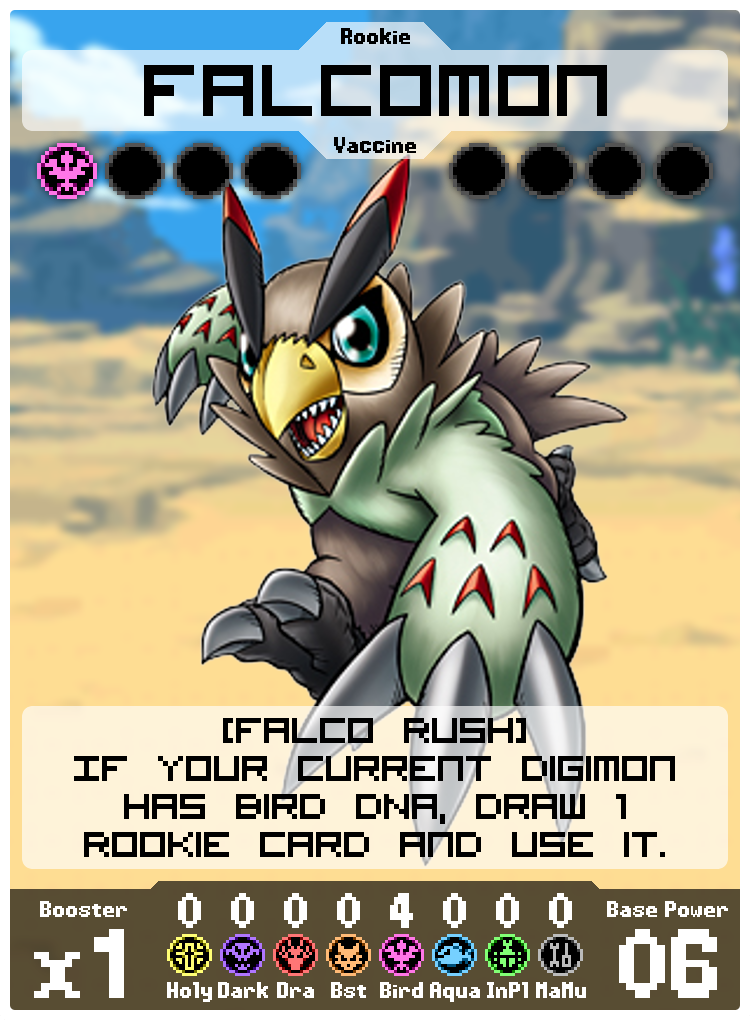 Rookie
FALCOMON
Vaccine
[FALCO RUSH]
IF YOUR CURRENT DIGIMON
HAS BIRD DNA, DRAW 1
ROOKIE CARD AND USE IT.
Booster
x1
0 0 0 0 4 0 0 0
Holy Dark Dra Bst Bird Aqua InPl MaMu
Base Power
06